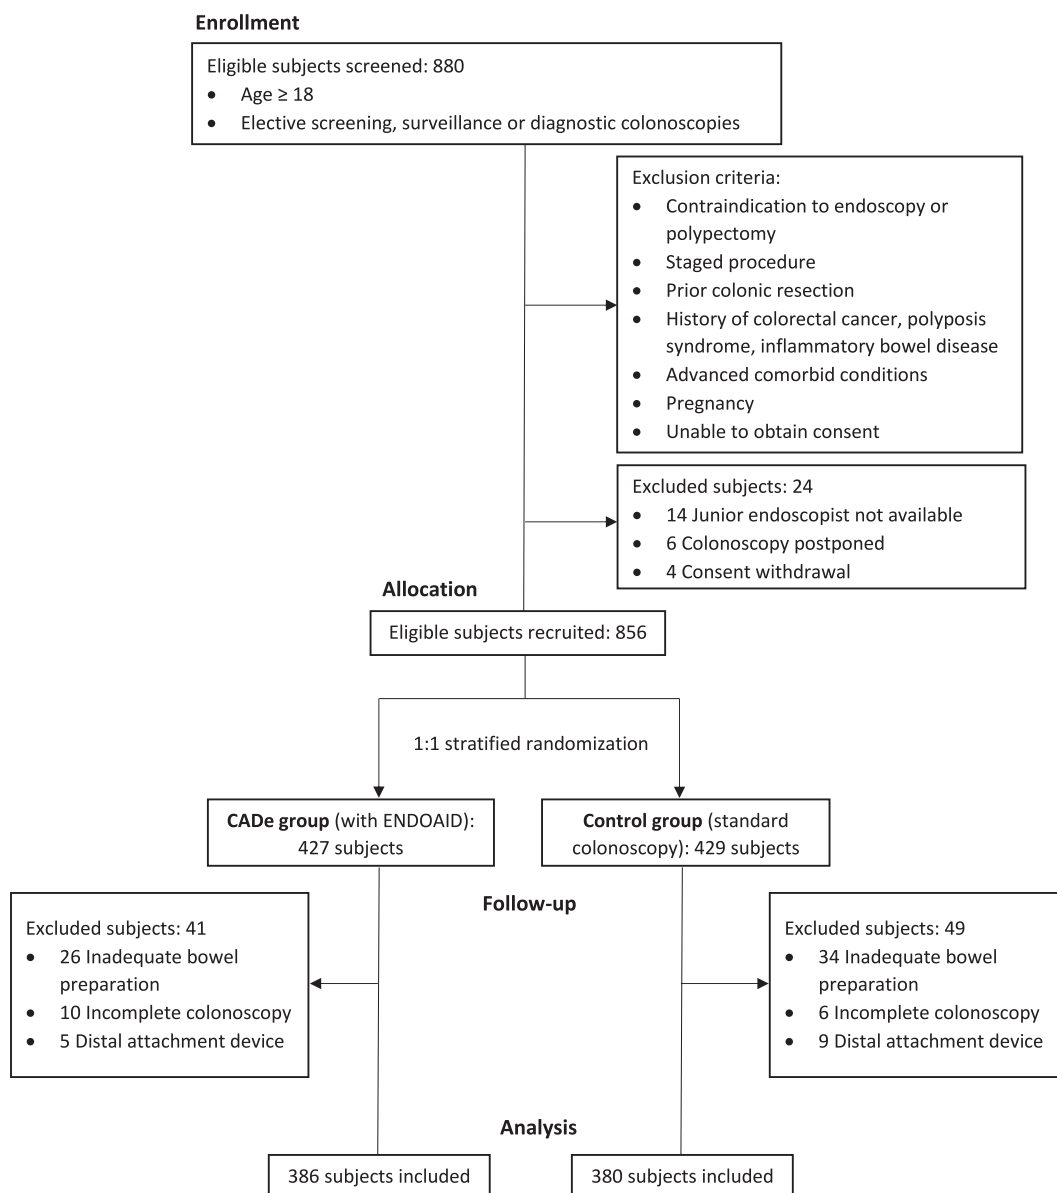 Enrollment
Eligible subjects screened: 880
• Age ≥ 18
• Elective screening, surveillance or diagnostic colonoscopies
Exclusion criteria:
• Contraindication to endoscopy or
polypectomy
• Staged procedure
• Prior colonic resection
• History of colorectal cancer, polyposis
syndrome, inflammatory bowel disease
• Advanced comorbid conditions
• Pregnancy
• Unable to obtain consent
Excluded subjects: 24
• 14 Junior endoscopist not available
• 6 Colonoscopy postponed
• 4 Consent withdrawal
Allocation
Eligible subjects recruited: 856
1:1 stratified randomization
CADe group (with ENDOAID):
427 subjects
Control group (standard
colonoscopy): 429 subjects
Follow-up
Excluded subjects: 41
• 26 Inadequate bowel
preparation
• 10 Incomplete colonoscopy
• 5 Distal attachment device
Excluded subjects: 49
• 34 Inadequate bowel
preparation
• 6 Incomplete colonoscopy
• 9 Distal attachment device
Analysis
386 subjects included
380 subjects included